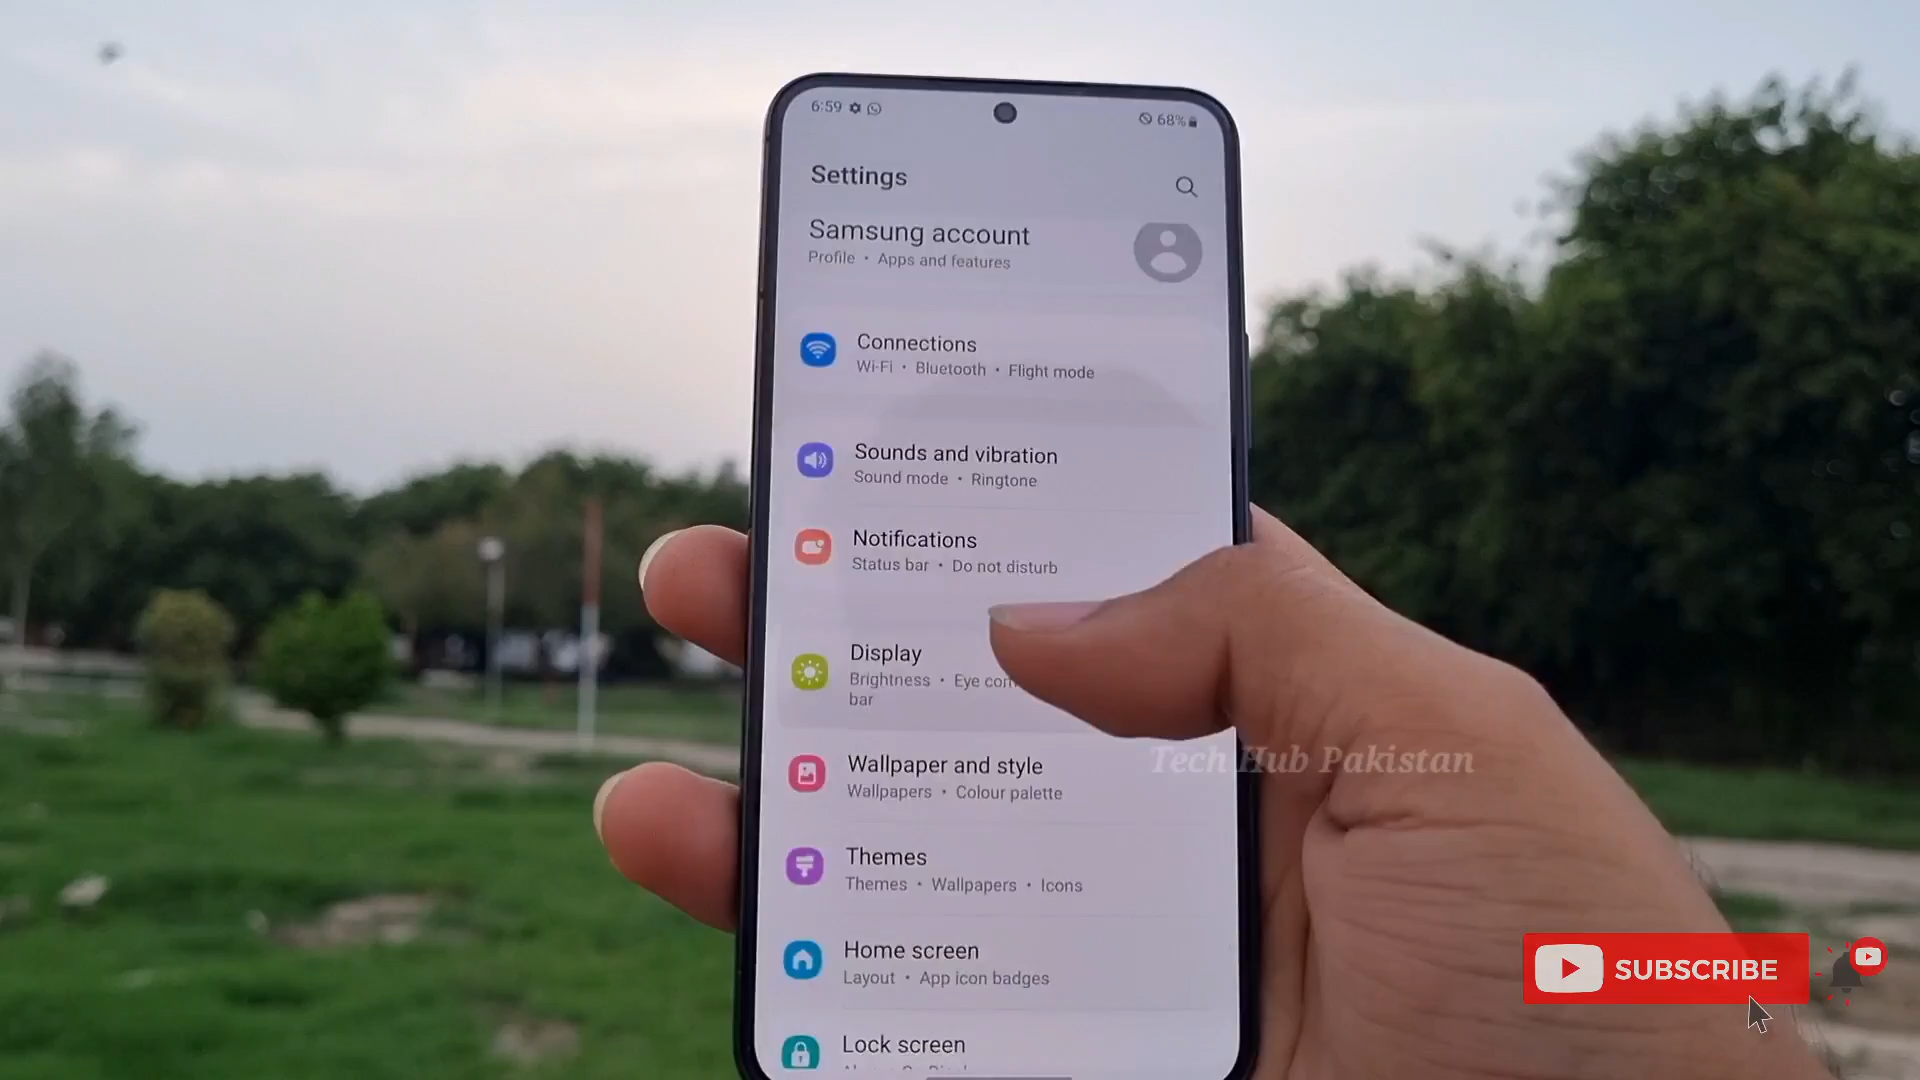 6:59
68%
Settings
Samsung account
Profile • Apps and features
Connections
Wi-Fi • Bluetooth • Flight mode
Sounds and vibration
Sound mode • Ringtone
Notifications
Status bar • Do not disturb
Display
Brightness • Eye
bar
Wallpaper and style
Wallpapers • Colour palette
Tech Hub Pakistan
Themes
Themes • Wallpapers • Icons
Home screen
Layout • App icon badges
SUBSCRIBE
Lock screen